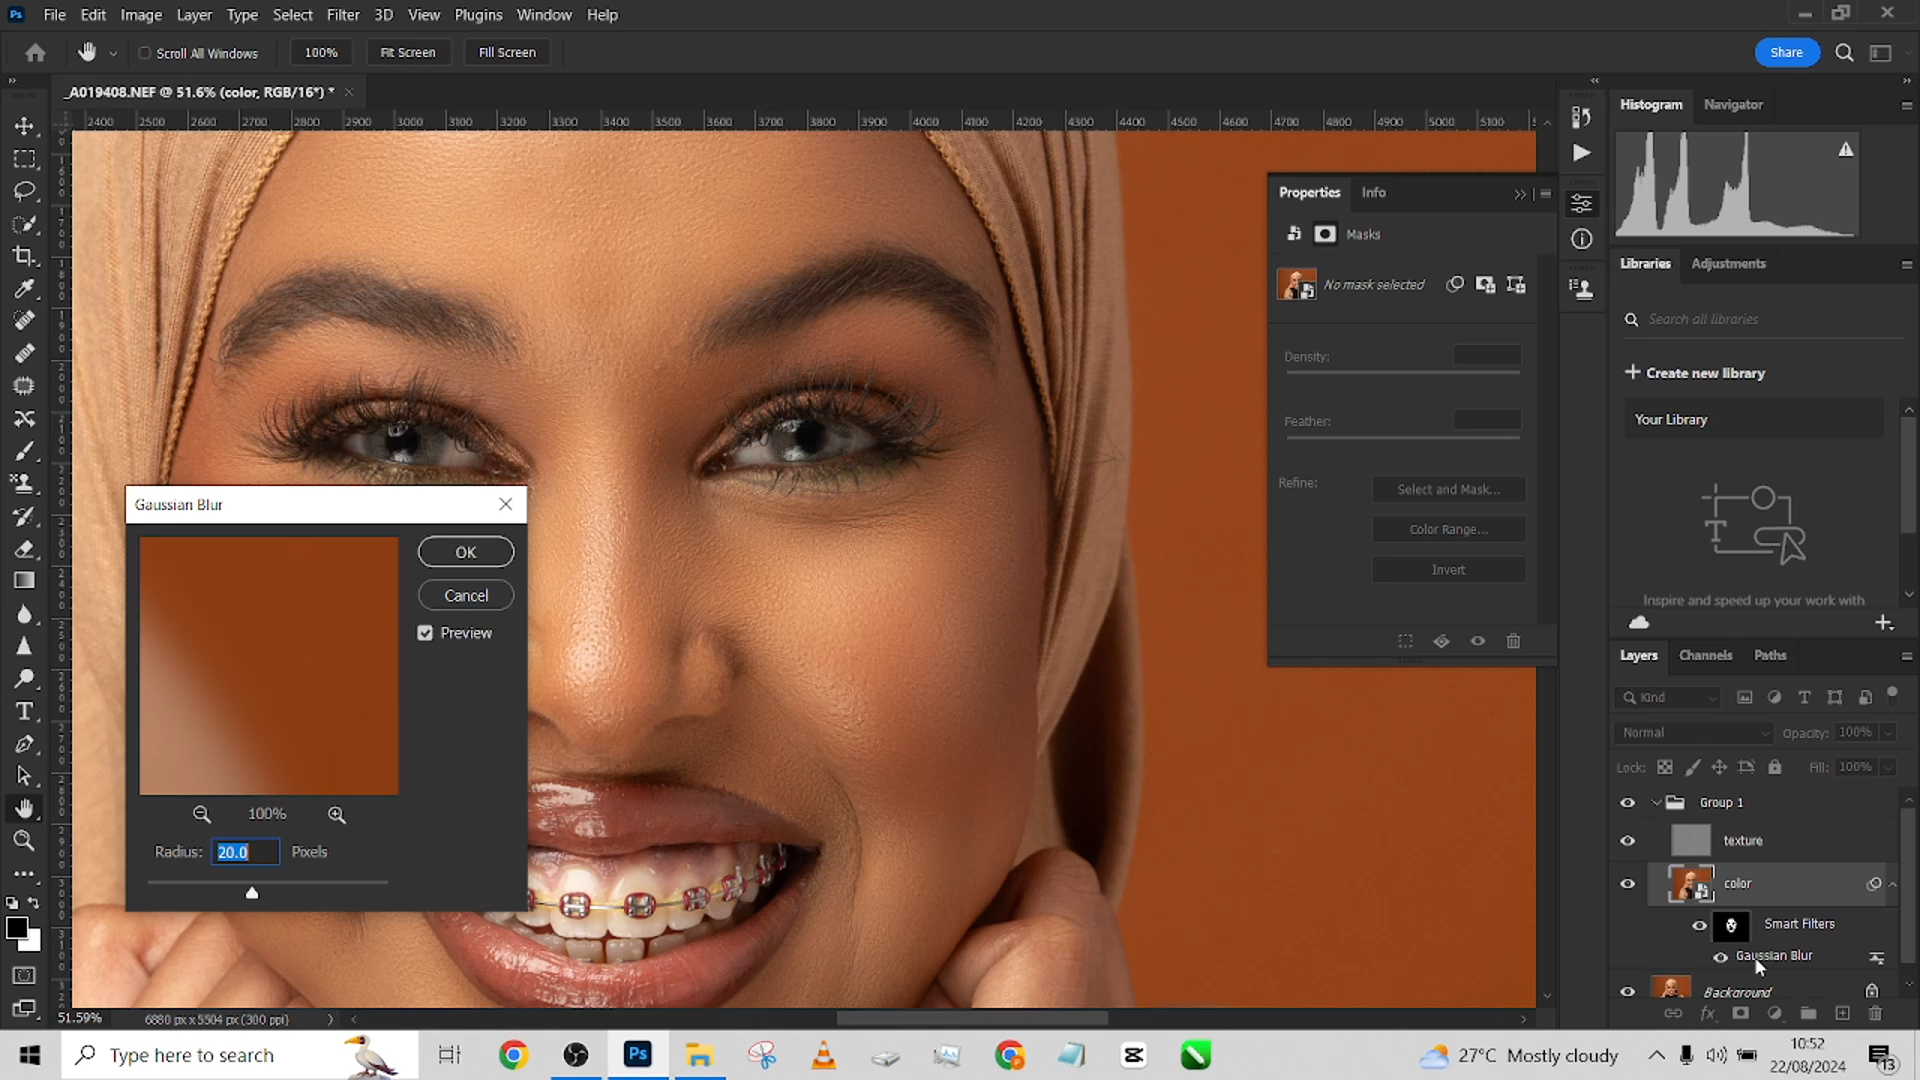 Ps File Edit Image Layer Type Select Filter 3D View Plugins Window Help
Scroll All Windows 100% Fit Screen Fill Screen Share
_A019408.NEF @ 51.6% (color, RGB/16*) *
2400 2500 2600 2700 2800 2900 3000 3100 3200 3300 3400 3500 3600 3700 3800 3900 4000 4100 4200 4300 4400 4500 4600 4700 4800 4900 5000 5100
Histogram Navigator
Properties Info
Masks
No mask selected
Density:
Feather:
Refine: Select and Mask...
Color Range...
Invert
Libraries Adjustments
Search all libraries
Create new library
Your Library
Inspire and speed up your work with
Gaussian Blur
OK
Cancel
Preview
100%
Radius: 20.0 Pixels
Layers Channels Paths
Kind
Normal Opacity: 100%
Lock: Fill: 100%
Group 1
texture
color
Smart Filters
Gaussian Blur
Background
51.59% 6880 px x 5504 px (300 ppi)
Type here to search
Ps
27°C Mostly cloudy
10:52
22/08/2024
13